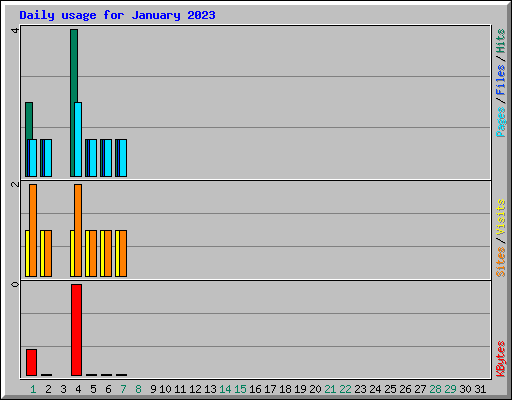 Daily usage for January 2023
4
Pages / Files / Hits
2
Sites / Visits
0
KBytes
1 2 3 4 5 6 7 8 9 10 11 12 13 14 15 16 17 18 19 20 21 22 23 24 25 26 27 28 29 30 31